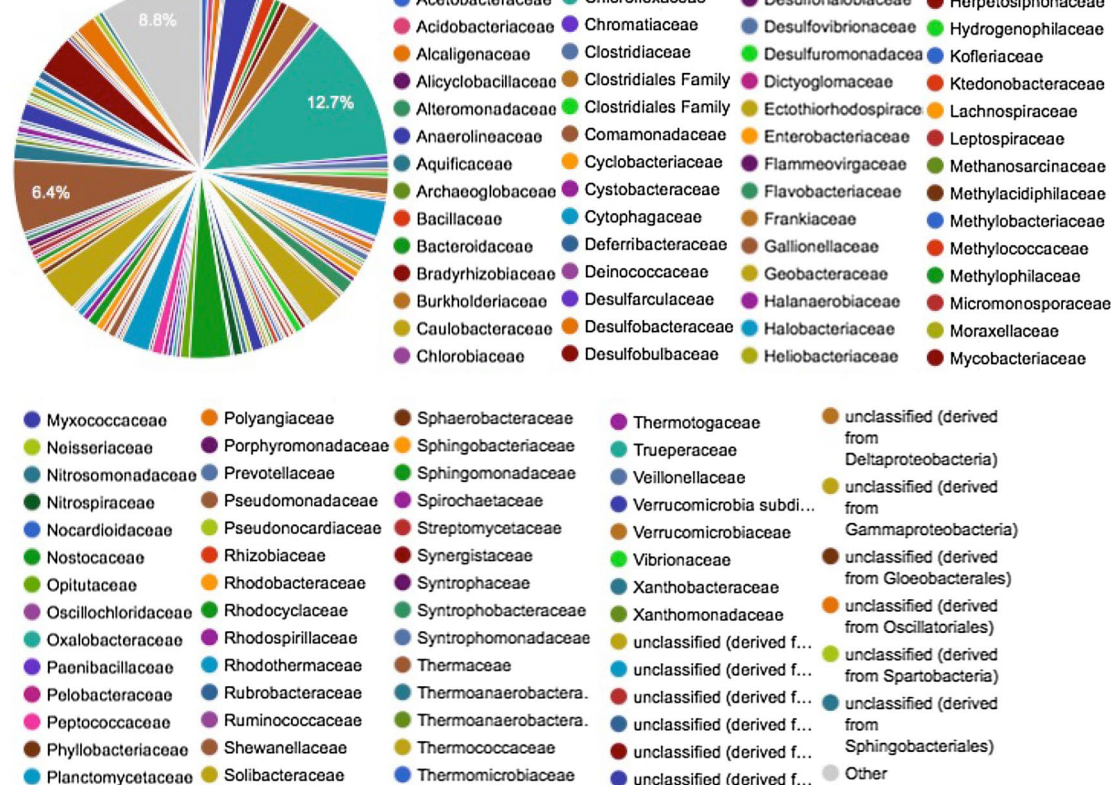 8.8%
12.7%
6.4%
Acetobacteraceae
Acidobacteriaceae
Alcaligenaceae
Alicyclobacillaceae
Alteromonadaceae
Anaerolineaceae
Aquificaceae
Archaeoglobaceae
Bacillaceae
Bacteroidaceae
Bradyrhizobiaceae
Burkholderiaceae
Caulobacteraceae
Chlorobiaceae
Chloroflexaceae
Chromatiaceae
Clostridiaceae
Clostridiales Family
Clostridiales Family
Comamonadaceae
Cyclobacteriaceae
Cystobacteraceae
Cytophagaceae
Deferribacteraceae
Deinococcaceae
Desulfarculaceae
Desulfobacteraceae
Desulfobulbaceae
Desulfohalobiaceae
Desulfovibrionaceae
Desulfuromonadacea
Dictyoglomaceae
Ectothiorhodospirace
Enterobacteriaceae
Flammeovirgaceae
Flavobacteriaceae
Frankiaceae
Gallionellaceae
Geobacteraceae
Halanaerobiaceae
Halobacteriaceae
Heliobacteriaceae
Herpetosiphonaceae
Hydrogenophilaceae
Kofleriaceae
Ktedonobacteraceae
Lachnospiraceae
Leptospiraceae
Methanosarcinaceae
Methylacidiphilaceae
Methylobacteriaceae
Methylococcaceae
Methylophilaceae
Micromonosporaceae
Moraxellaceae
Mycobacteriaceae
Myxococcaceae
Neisseriaceae
Nitrosomonadaceae
Nitrospiraceae
Nocardioidaceae
Nostocaceae
Opitutaceae
Oscillochloridaceae
Oxalobacteraceae
Paenibacillaceae
Pelobacteraceae
Peptococcaceae
Phyllobacteriaceae
Planctomycetaceae
Polyangiaceae
Porphyromonadaceae
Prevotellaceae
Pseudomonadaceae
Pseudonocardiaceae
Rhizobiaceae
Rhodobacteraceae
Rhodocyclaceae
Rhodospirillaceae
Rhodothermaceae
Rubrobacteraceae
Ruminococcaceae
Shewanellaceae
Solibacteraceae
Sphaerobacteraceae
Sphingobacteriaceae
Sphingomonadaceae
Spirochaetaceae
Streptomycetaceae
Synergistaceae
Syntrophaceae
Syntrophobacteraceae
Syntrophomonadaceae
Thermaceae
Thermoanaerobactera.
Thermoanaerobactera.
Thermococcaceae
Thermomicrobiaceae
Thermotogaceae
Trueperaceae
Veillonellaceae
Verrucomicrobia subdi...
Verrucomicrobiaceae
Vibrionaceae
Xanthobacteraceae
Xanthomonadaceae
unclassified (derived f...
unclassified (derived f...
unclassified (derived f...
unclassified (derived f...
unclassified (derived f...
unclassified (derived f...
unclassified (derived
from
Deltaproteobacteria)
unclassified (derived
from
Gammaproteobacteria)
unclassified (derived
from Gloeobacterales)
unclassified (derived
from Oscillatoriales)
unclassified (derived
from Spartobacteria)
unclassified (derived
from
Sphingobacteriales)
Other